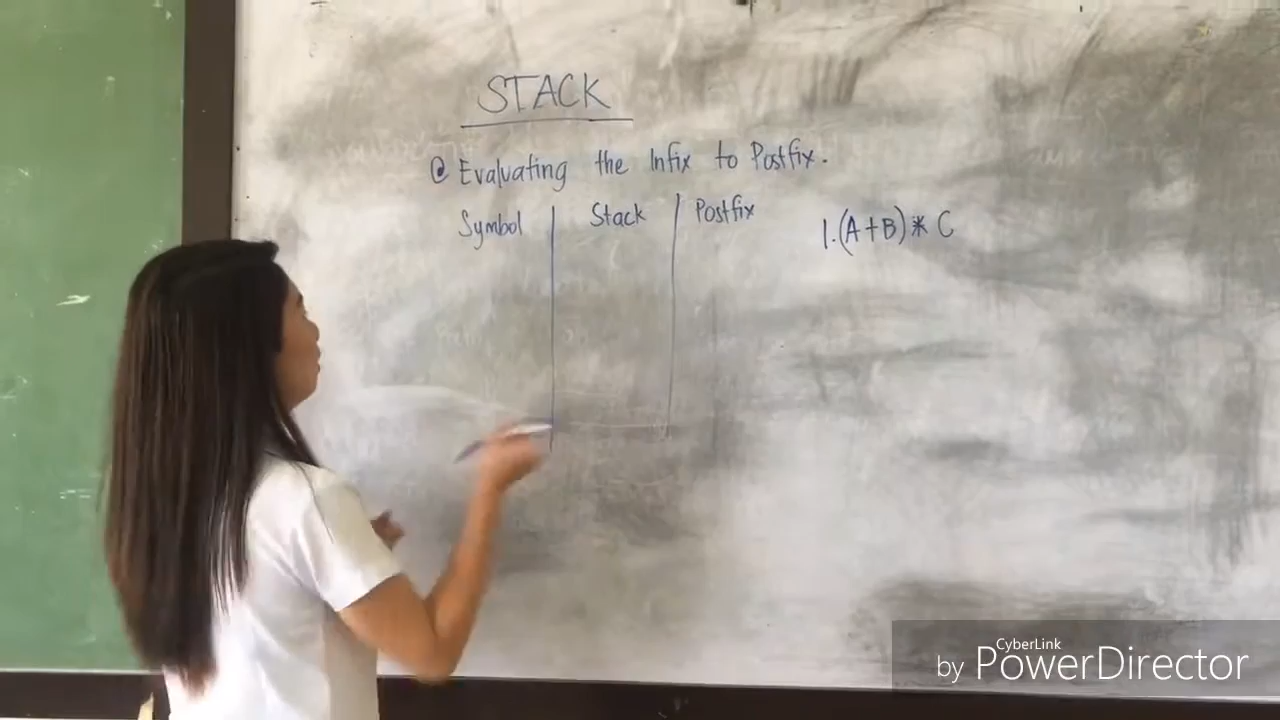 STACK
@ Evaluating the Infix to Postfix.
Symbol Stack Postfix
1. (A+B) * C
CyberLink
by PowerDirector